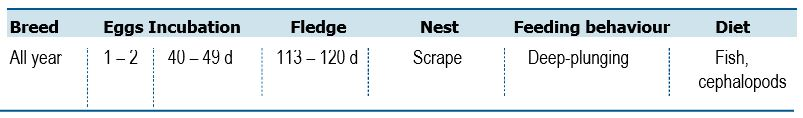 Breed Eggs Incubation Fledge Nest Feeding behaviour Diet
All year 1 – 2 40 – 49 d 113 – 120 d Scrape Deep-plunging Fish,
cephalopods